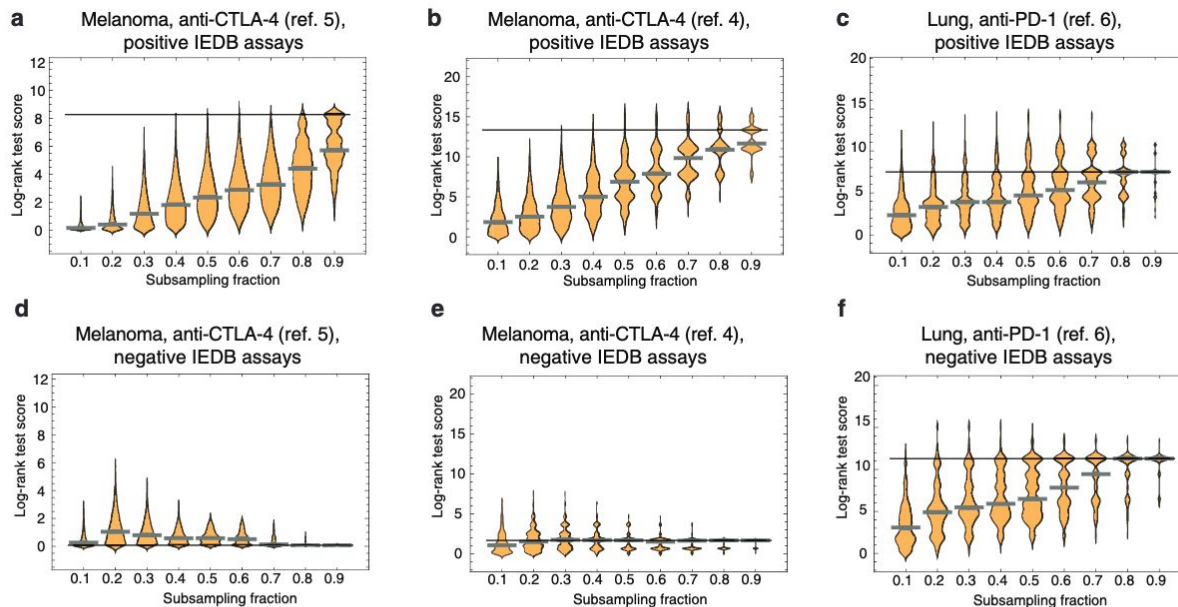 a
Melanoma, anti-CTLA-4 (ref. 5),
positive IEDB assays
Log-rank test score
12
10
8
6
4
2
0
0.1 0.2 0.3 0.4 0.5 0.6 0.7 0.8 0.9
Subsampling fraction
b
Melanoma, anti-CTLA-4 (ref. 4),
positive IEDB assays
Log-rank test score
20
15
10
5
0
0.1 0.2 0.3 0.4 0.5 0.6 0.7 0.8 0.9
Subsampling fraction
c
Lung, anti-PD-1 (ref. 6),
positive IEDB assays
Log-rank test score
20
15
10
5
0
0.1 0.2 0.3 0.4 0.5 0.6 0.7 0.8 0.9
Subsampling fraction
d
Melanoma, anti-CTLA-4 (ref. 5),
negative IEDB assays
Log-rank test score
12
10
8
6
4
2
0
0.1 0.2 0.3 0.4 0.5 0.6 0.7 0.8 0.9
Subsampling fraction
e
Melanoma, anti-CTLA-4 (ref. 4),
negative IEDB assays
Log-rank test score
20
15
10
5
0
0.1 0.2 0.3 0.4 0.5 0.6 0.7 0.8 0.9
Subsampling fraction
f
Lung, anti-PD-1 (ref. 6),
negative IEDB assays
Log-rank test score
20
15
10
5
0
0.1 0.2 0.3 0.4 0.5 0.6 0.7 0.8 0.9
Subsampling fraction